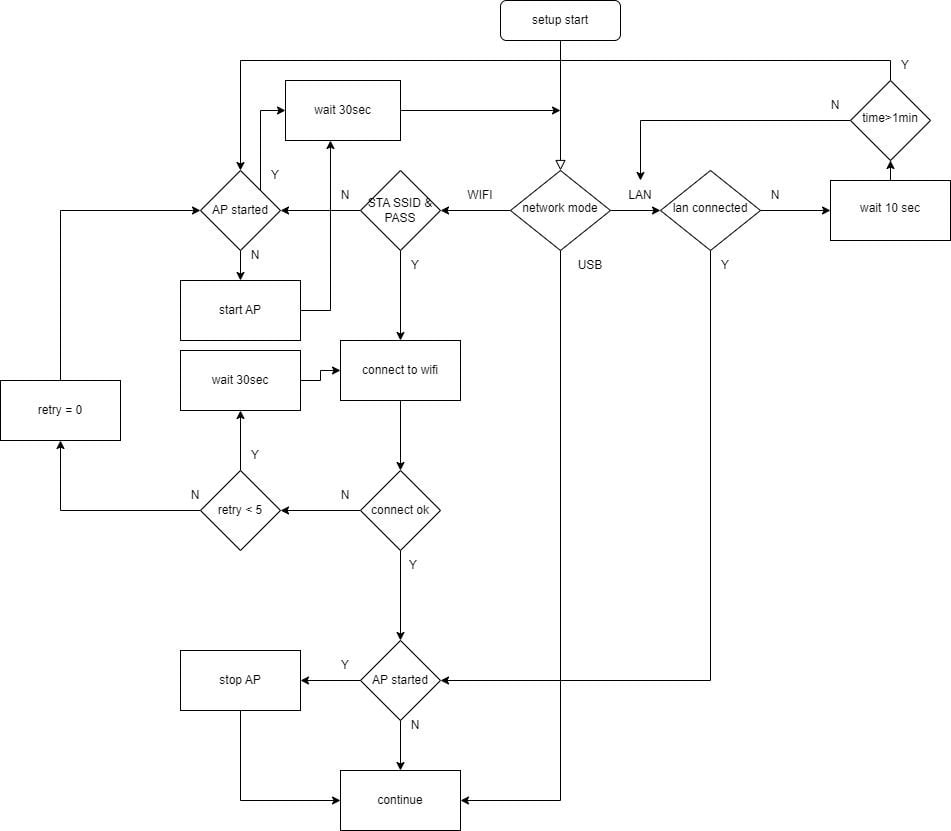 setup start
Y
wait 30sec
N
time>1min
Y
N
WIFI
LAN
N
AP started
STA SSID &
PASS
network mode
lan connected
wait 10 sec
N
Y
USB
Y
start AP
wait 30sec
connect to wifi
retry = 0
Y
N
N
retry < 5
connect ok
Y
Y
stop AP
AP started
N
continue